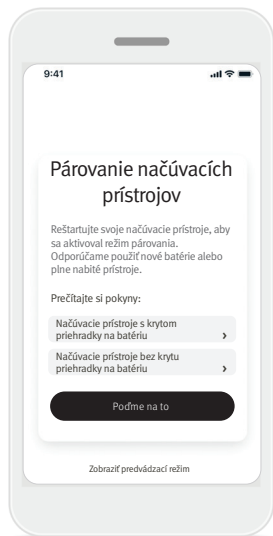 9:41
Párovanie načúvacích
prístrojov
Reštartujte svoje načúvacie prístroje, aby
sa aktivoval režim párovania.
Odporúčame použiť nové batérie alebo
plne nabité prístroje.
Prečítajte si pokyny:
Načúvacie prístroje s krytom
priehradky na batériu
Načúvacie prístroje bez krytu
priehradky na batériu
Poďme na to
Zobraziť predvádzací režim